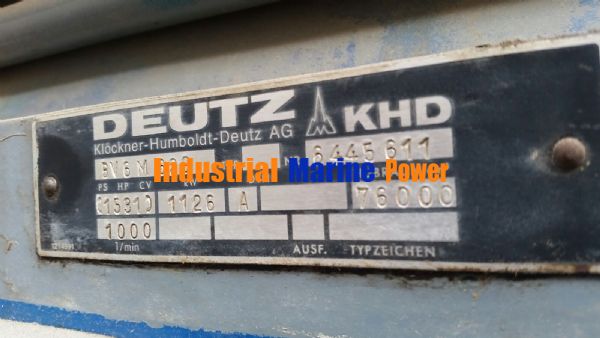 DEUTZ KHD
Klöckner-Humboldt-Deutz AG
BV6M 6445 611
Industrial Marine Power
PS HP CV KW
(1531) 1126 A 76000
1000
1/min AUSF. TYPZEICHEN